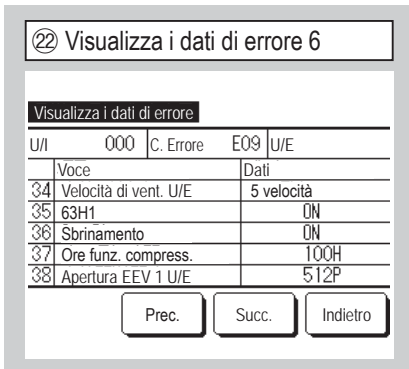 ㉒ Visualizza i dati di errore 6
Visualizza i dati di errore
U/I 000 C. Errore E09 U/E
Voce Dati
34 Velocità di vent. U/E 5 velocità
35 63H1 ON
36 Sbrinamento ON
37 Ore funz. compress. 100H
38 Apertura EEV 1 U/E 512P
Prec. Succ. Indietro